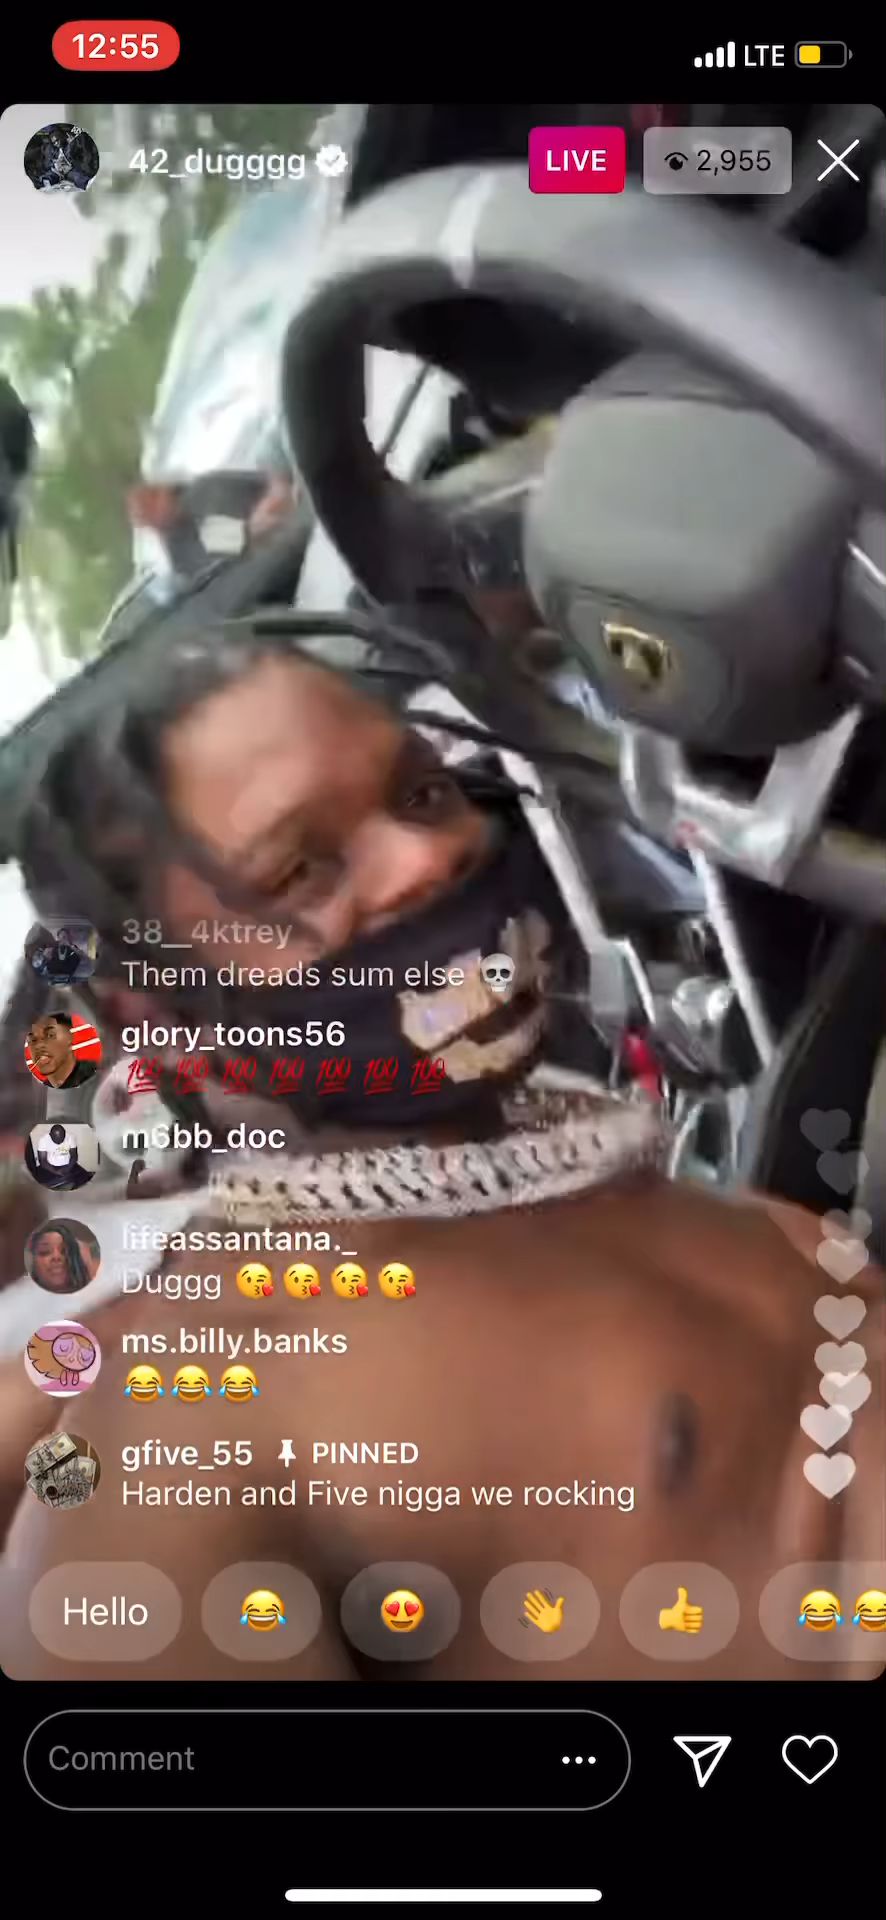 12:55
LTE
42_dugggg
LIVE
2,955
38__4ktrey
Them dreads sum else 💀
glory_toons56
💯 💯 💯 💯 💯 💯 💯
m6bb_doc
lifeassantana._
Duggg 😘 😘 😘 😘
ms.billy.banks
😂 😂 😂
gfive_55 📌 PINNED
Harden and Five nigga we rocking
Hello 😂 😍 👋 👍 😂 😂
Comment ...